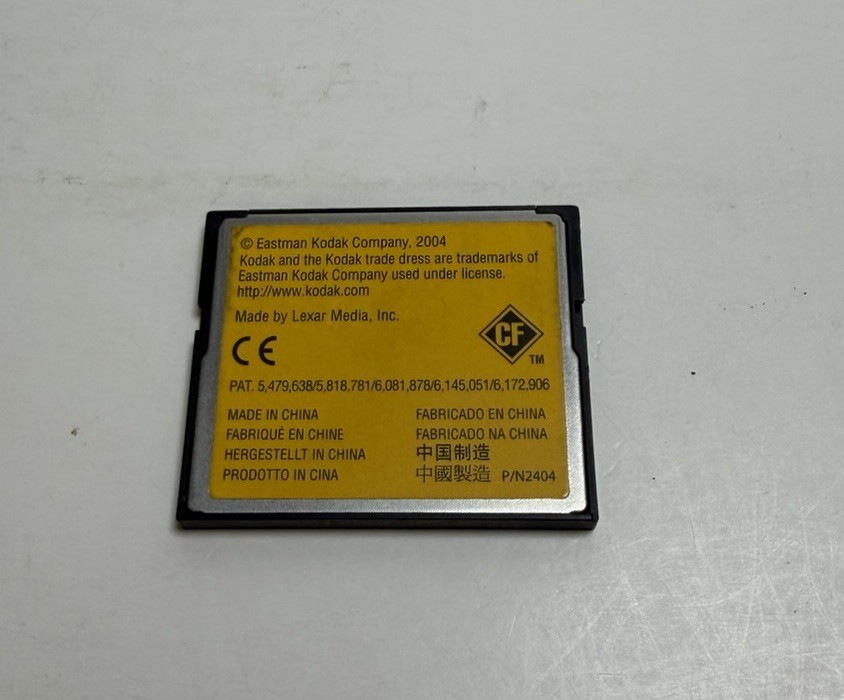 © Eastman Kodak Company, 2004
Kodak and the Kodak trade dress are trademarks of
Eastman Kodak Company used under license.
http://www.kodak.com
Made by Lexar Media, Inc.
CE
CF TM
PAT. 5,479,638/5,818,781/6,081,878/6,145,051/6,172,906
MADE IN CHINA
FABRIQUÉ EN CHINE
HERGESTELLT IN CHINA
PRODOTTO IN CINA
FABRICADO EN CHINA
FABRICADO NA CHINA
中国制造
中國製造 P/N2404